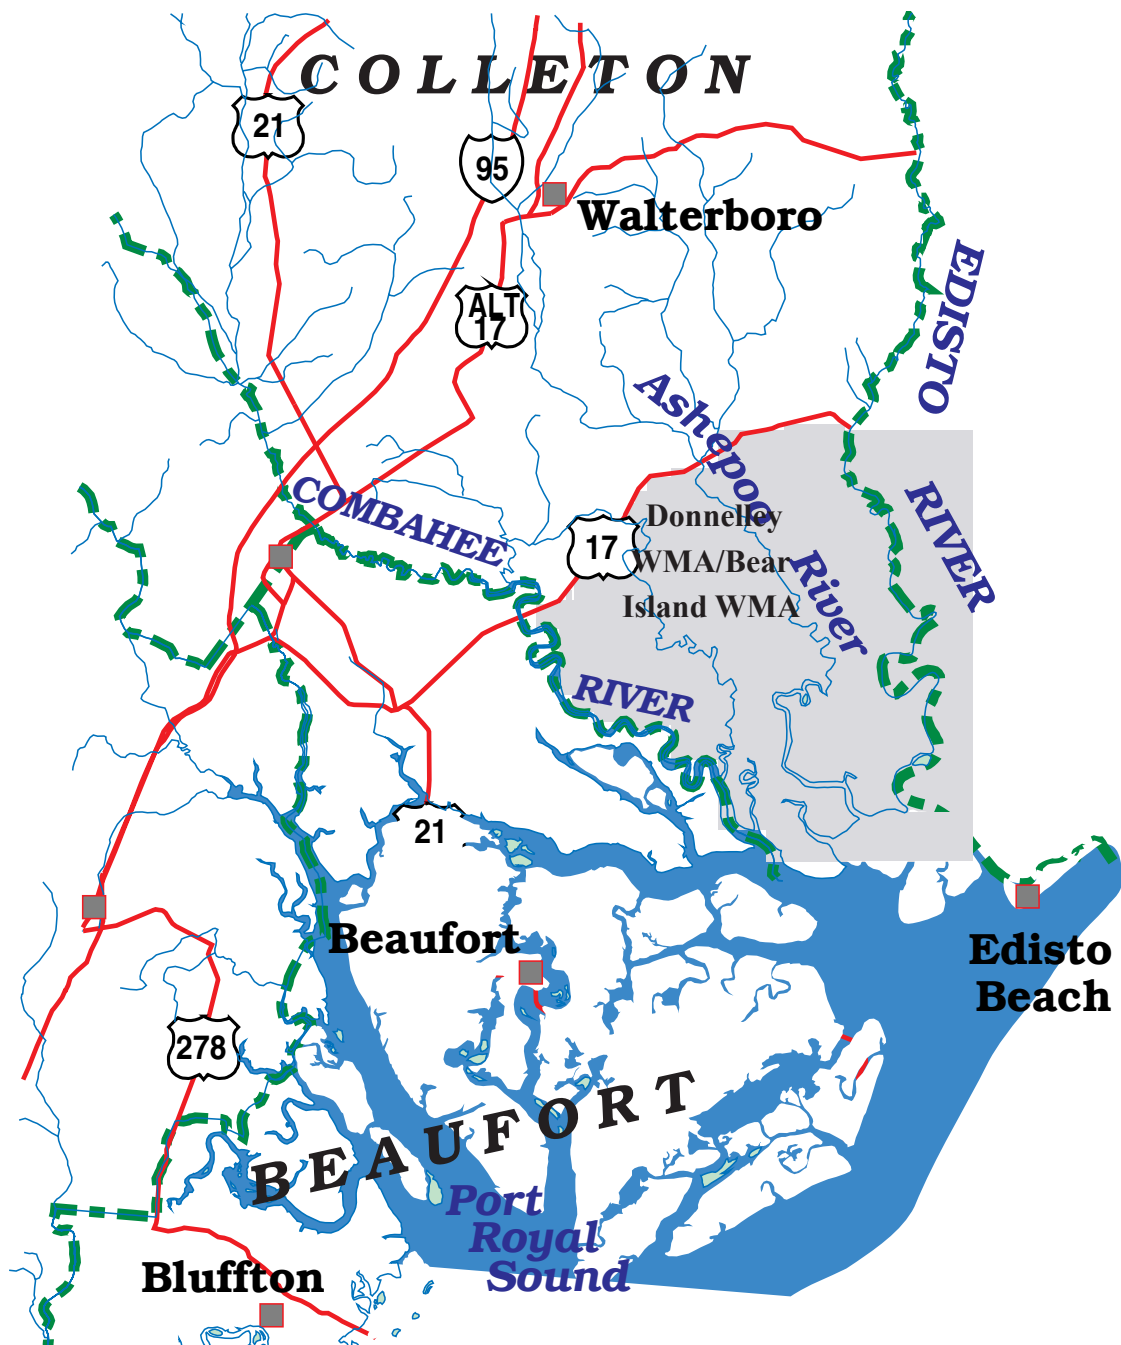 COLLETON
21
95
Walterboro
ALT
17
EDISTO
RIVER
Ashepoo
River
COMBAHEE
RIVER
17
Donnelley
WMA/Bear
Island WMA
21
Beaufort
Edisto
Beach
278
BEAUFORT
Port
Royal
Sound
Bluffton